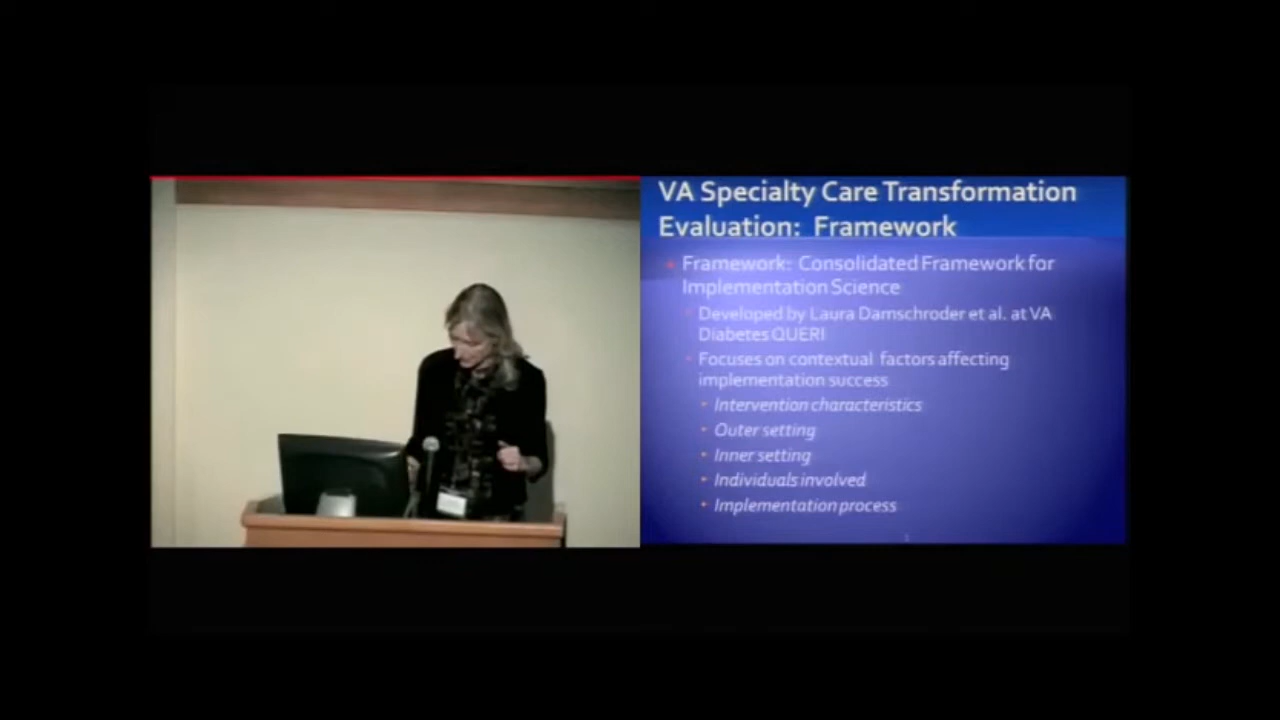 VA Specialty Care Transformation
Evaluation: Framework
Framework: Consolidated Framework for
Implementation Science
Developed by Laura Damschroder et al. at VA
Diabetes QUERI
Focuses on contextual factors affecting
implementation success
Intervention characteristics
Outer setting
Inner setting
Individuals involved
Implementation process